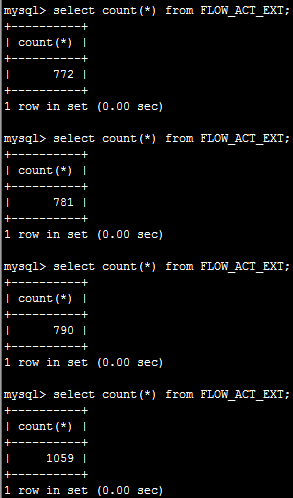 mysql> select count(*) from FLOW_ACT_EXT;
+----------+
| count(*) |
+----------+
|      772 |
+----------+
1 row in set (0.00 sec)

mysql> select count(*) from FLOW_ACT_EXT;
+----------+
| count(*) |
+----------+
|      781 |
+----------+
1 row in set (0.00 sec)

mysql> select count(*) from FLOW_ACT_EXT;
+----------+
| count(*) |
+----------+
|      790 |
+----------+
1 row in set (0.00 sec)

mysql> select count(*) from FLOW_ACT_EXT;
+----------+
| count(*) |
+----------+
|     1059 |
+----------+
1 row in set (0.00 sec)